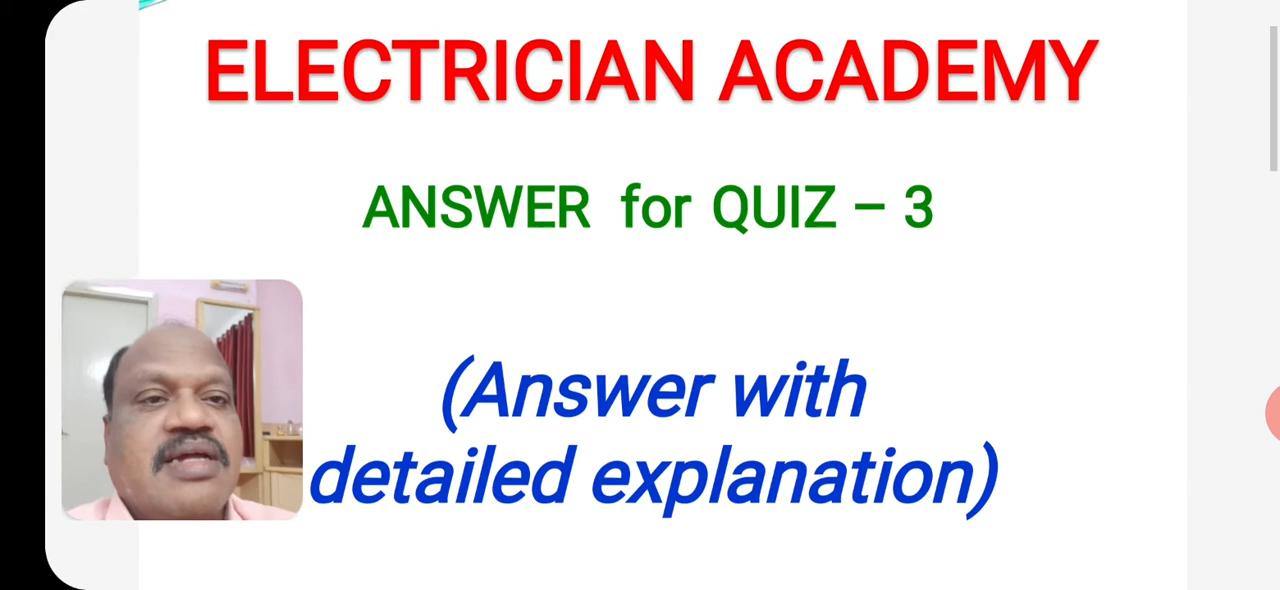 ELECTRICIAN ACADEMY
ANSWER for QUIZ – 3
(Answer with
detailed explanation)